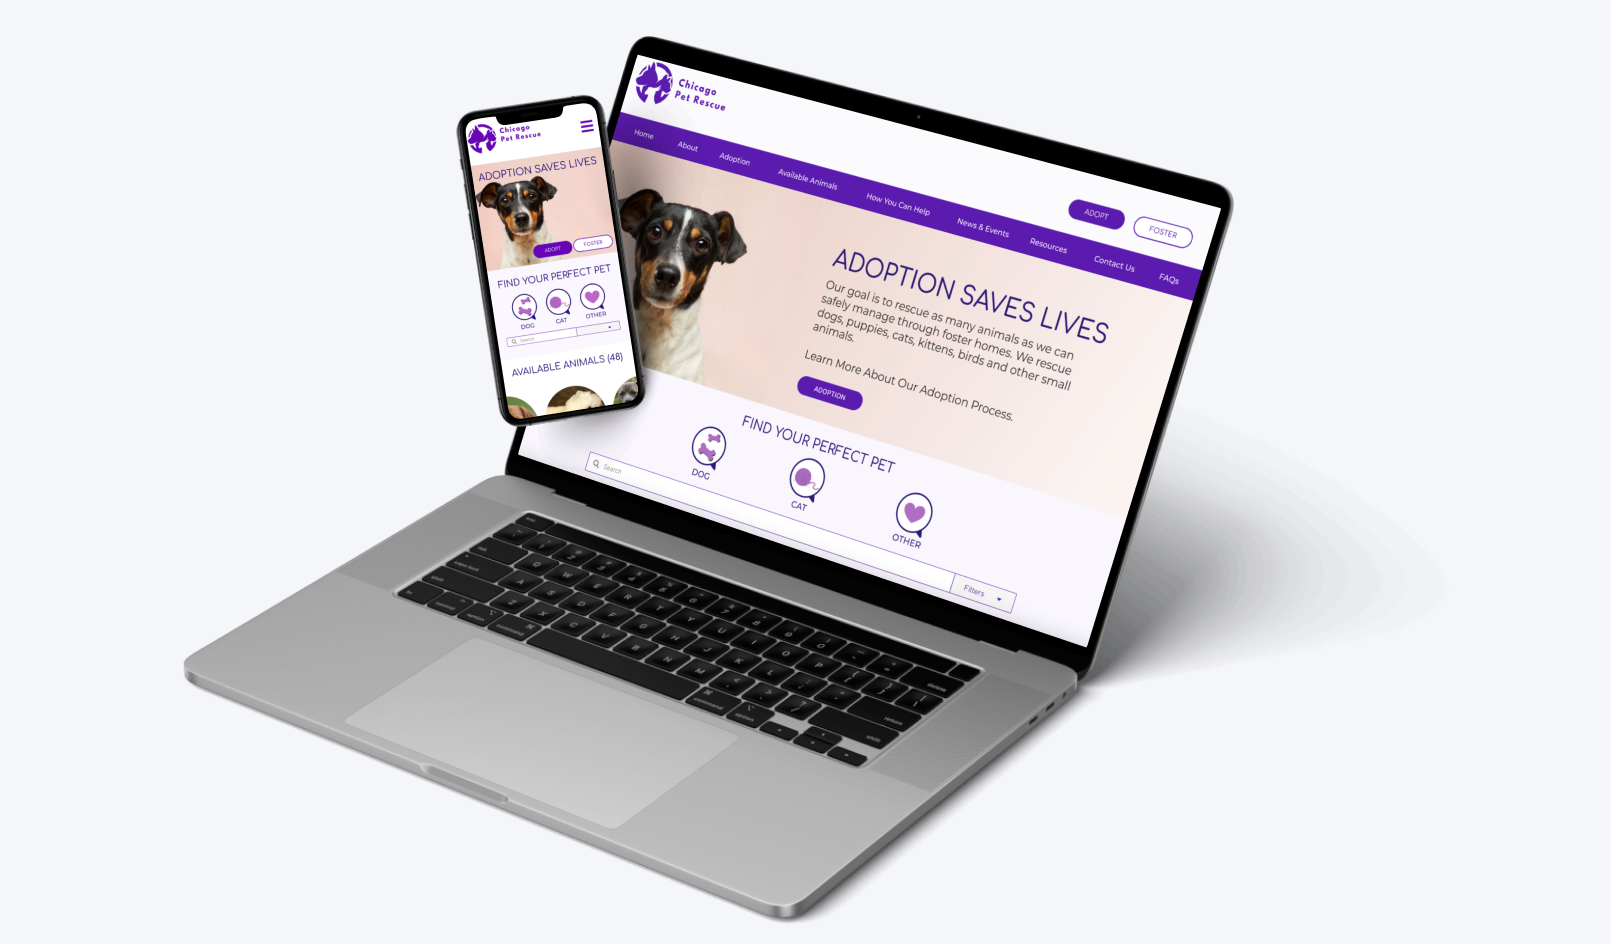 Chicago
Pet Rescue
ADOPTION SAVES LIVES
ADOPT
FOSTER
FIND YOUR PERFECT PET
DOG
CAT
OTHER
Search
AVAILABLE ANIMALS (48)
Chicago
Pet Rescue
ADOPT
FOSTER
Home
About
Adoption
Available Animals
How You Can Help
News & Events
Resources
Contact Us
FAQs
ADOPTION SAVES LIVES
Our goal is to rescue as many animals as we can
safely manage through foster homes. We rescue
dogs, puppies, cats, kittens, birds and other small
animals.
Learn More About Our Adoption Process.
ADOPTION
FIND YOUR PERFECT PET
DOG
CAT
OTHER
Search
Filters